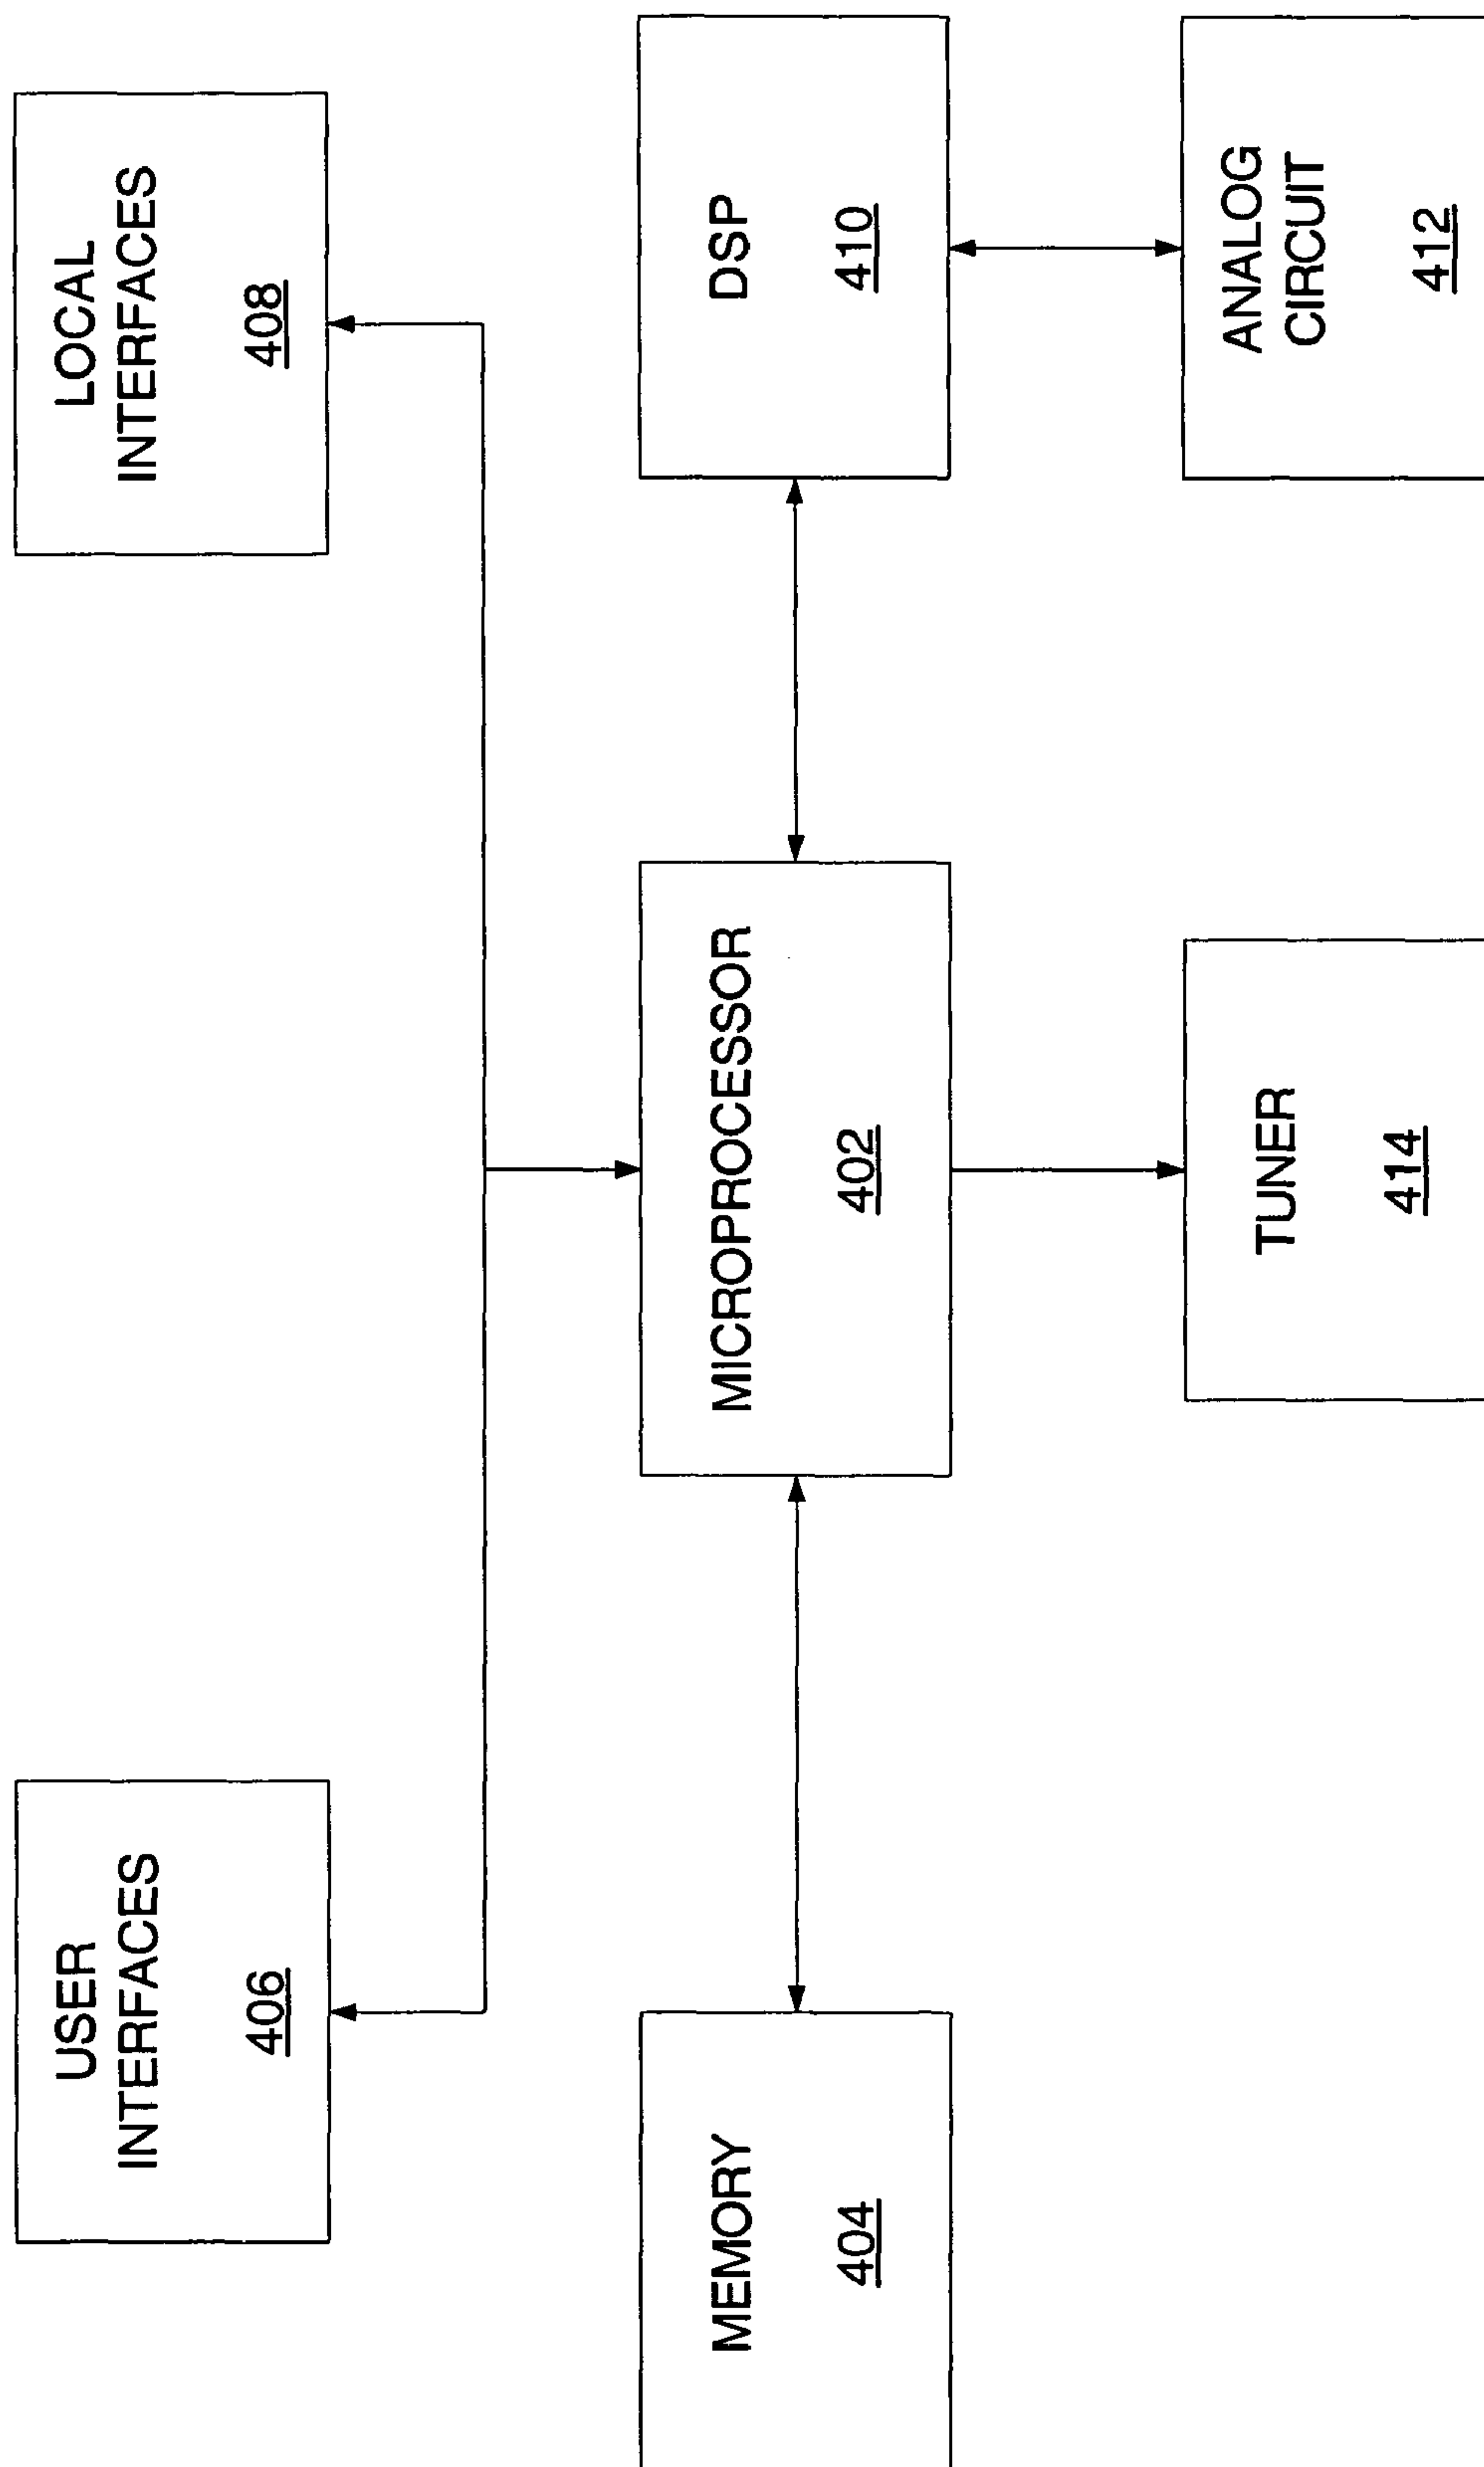 USER
INTERFACES
406
LOCAL
INTERFACES
408
MEMORY
404
MICROPROCESSOR
402
DSP
410
TUNER
414
ANALOG
CIRCUIT
412